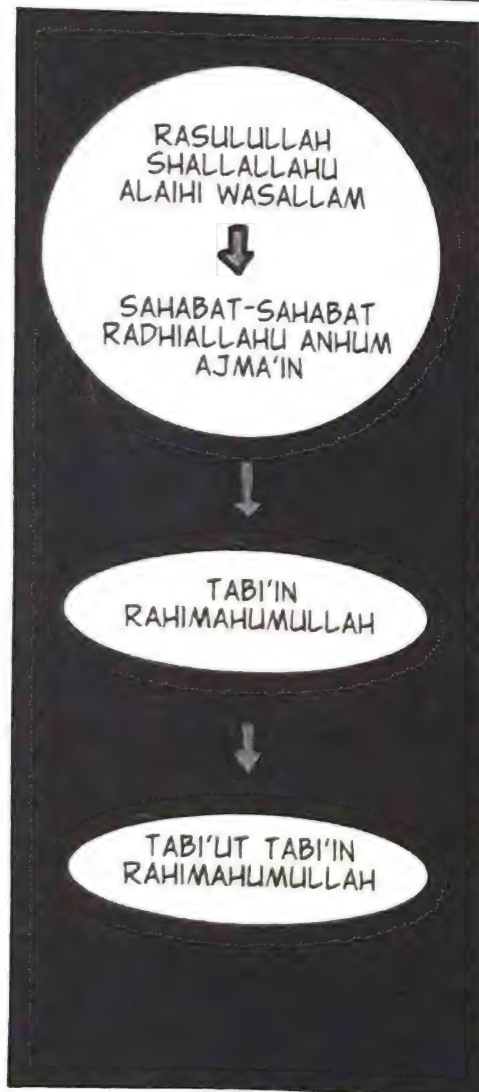 RASULULLAH
SHALLALLAHU
ALAIHI WASALLAM
SAHABAT-SAHABAT
RADHIALLAHU ANHUM
AJMA'IN
TABI'IN
RAHIMAHUMULLAH
TABI'UT TABI'IN
RAHIMAHUMULLAH